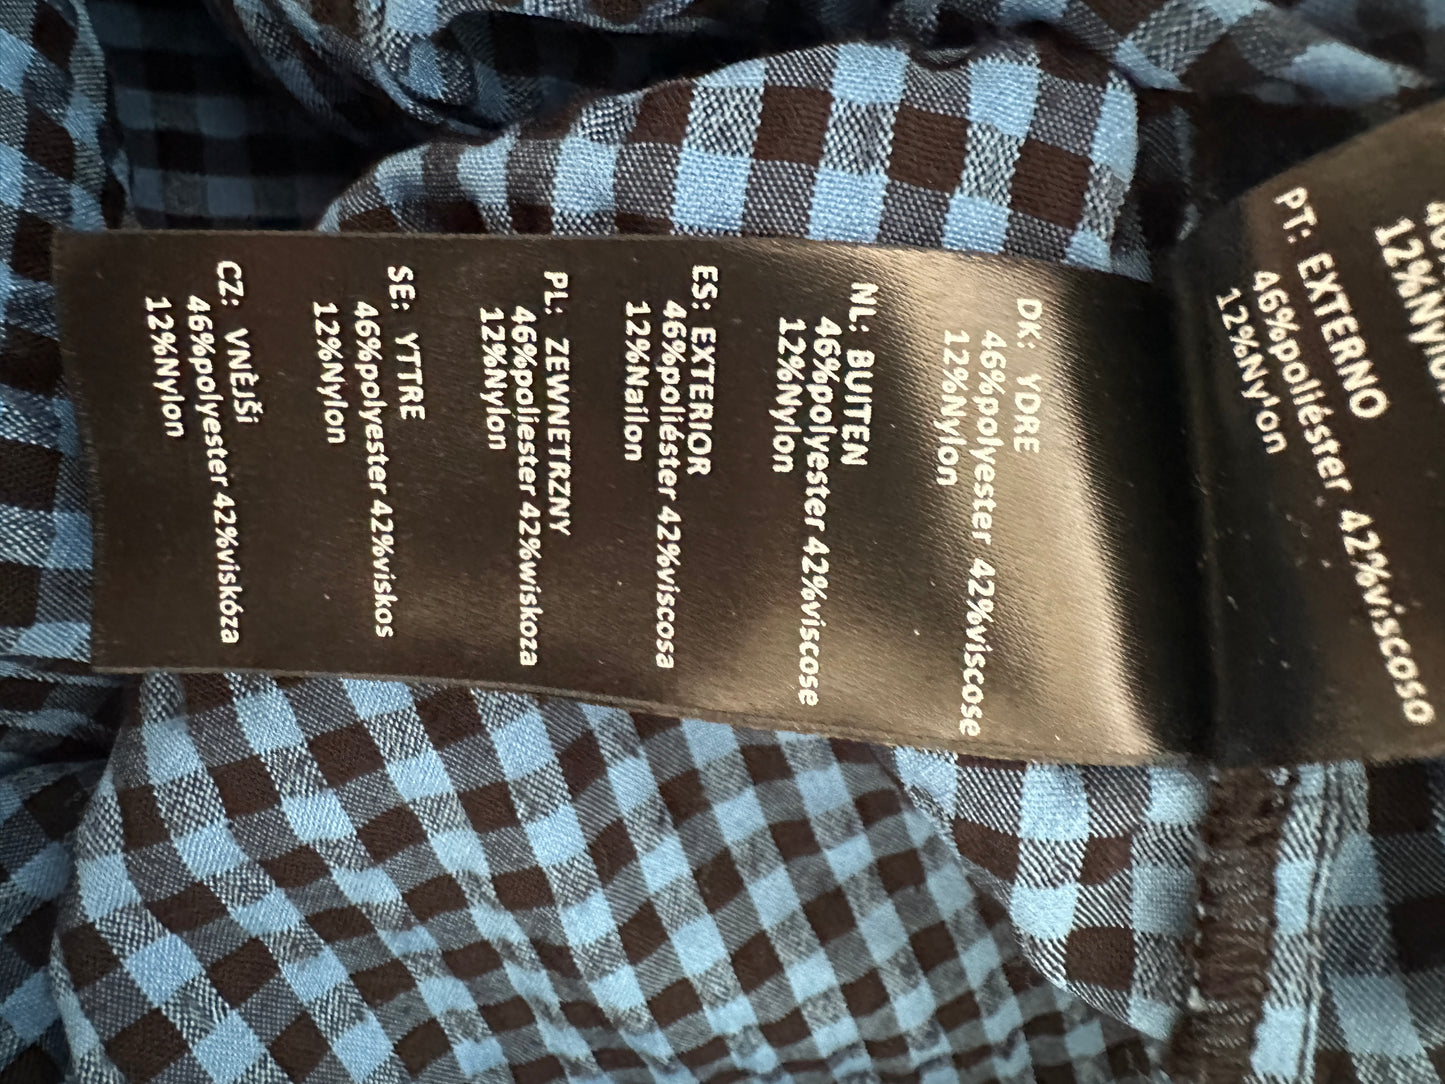 12%Nylon
PT: EXTERNO
46%poliéster 42%viscoso
12%Nylon
DK: YDRE
46%polyester 42%viscose
12%Nylon
NL: BUITEN
46%polyester 42%viscose
12%Nylon
ES: EXTERIOR
46%poliéster 42%viscosa
12%Nailon
PL: ZEWNETRZNY
46%poliester 42%wiskoza
12%Nylon
SE: YTTRE
46%polyester 42%viskos
12%Nylon
CZ: VNĚJŠÍ
46%polyester 42%viskóza
12%Nylon